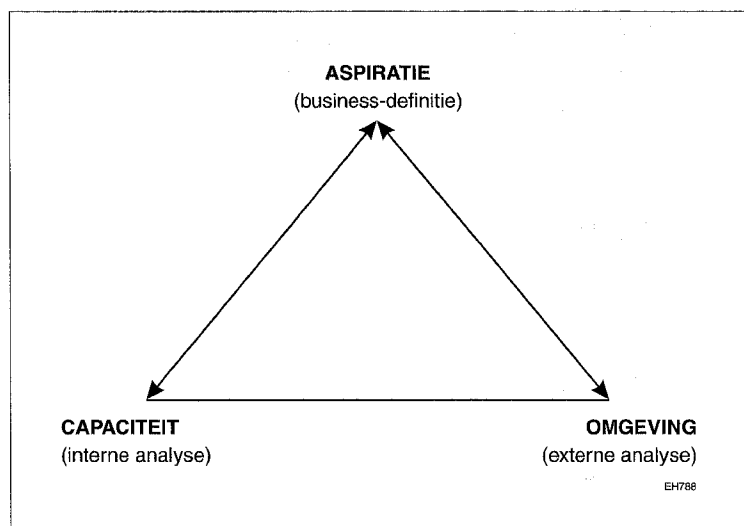 ASPIRATIE
(business-definitie)
CAPACITEIT
(interne analyse)
OMGEVING
(externe analyse)
EH788